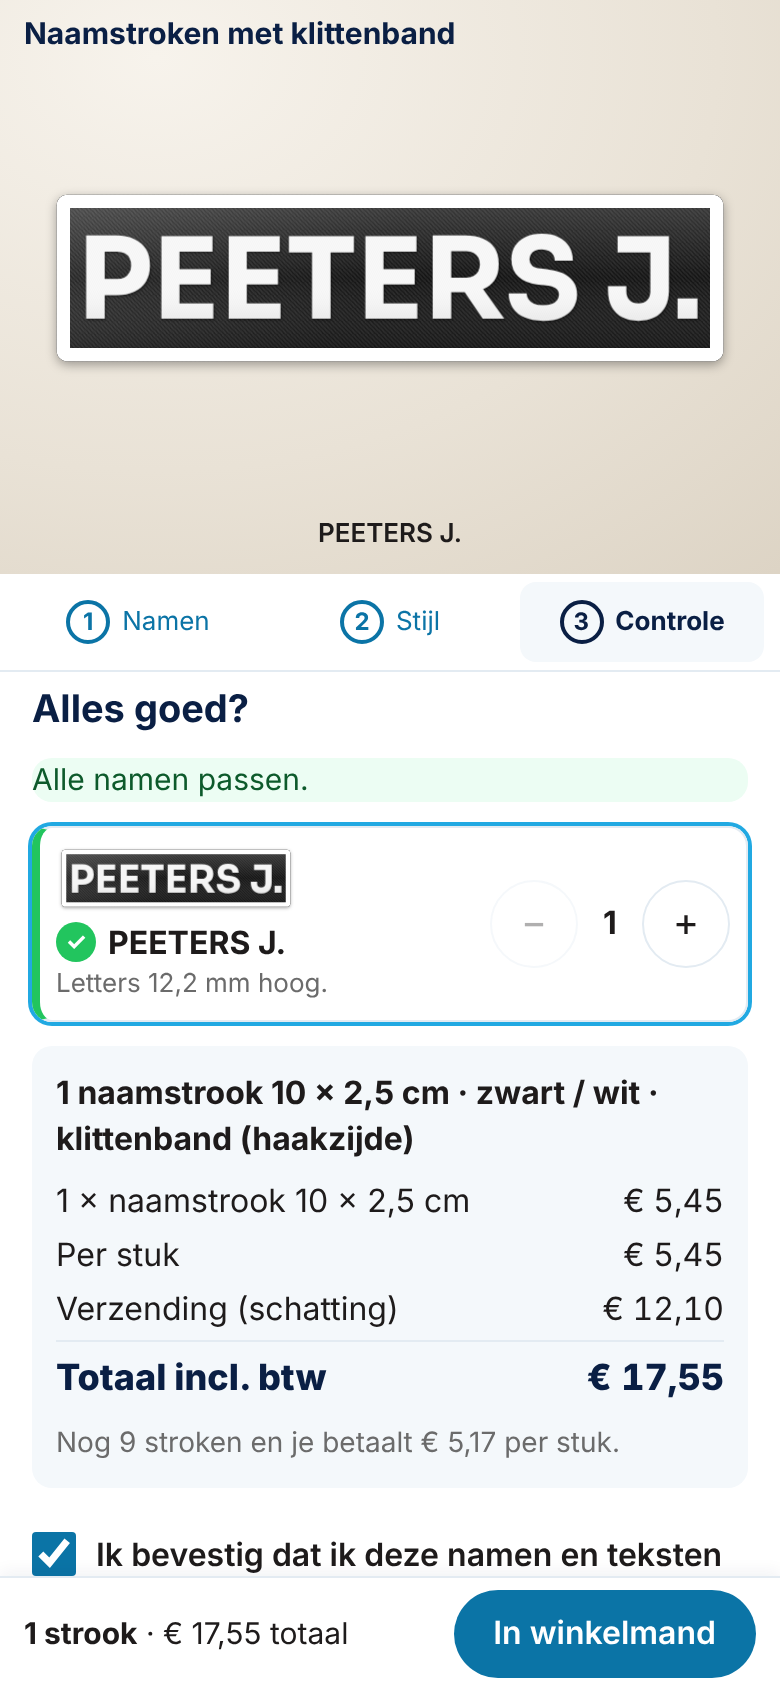 Naamstroken met klittenband
PEETERS J.
PEETERS J.
1 Namen
2 Stijl
3 Controle
Alles goed?
Alle namen passen.
PEETERS J.
PEETERS J.
Letters 12,2 mm hoog.
− 1 +
1 naamstrook 10 × 2,5 cm · zwart / wit ·
klittenband (haakzijde)
1 × naamstrook 10 × 2,5 cm € 5,45
Per stuk € 5,45
Verzending (schatting) € 12,10
Totaal incl. btw € 17,55
Nog 9 stroken en je betaalt € 5,17 per stuk.
Ik bevestig dat ik deze namen en teksten
1 strook · € 17,55 totaal
In winkelmand